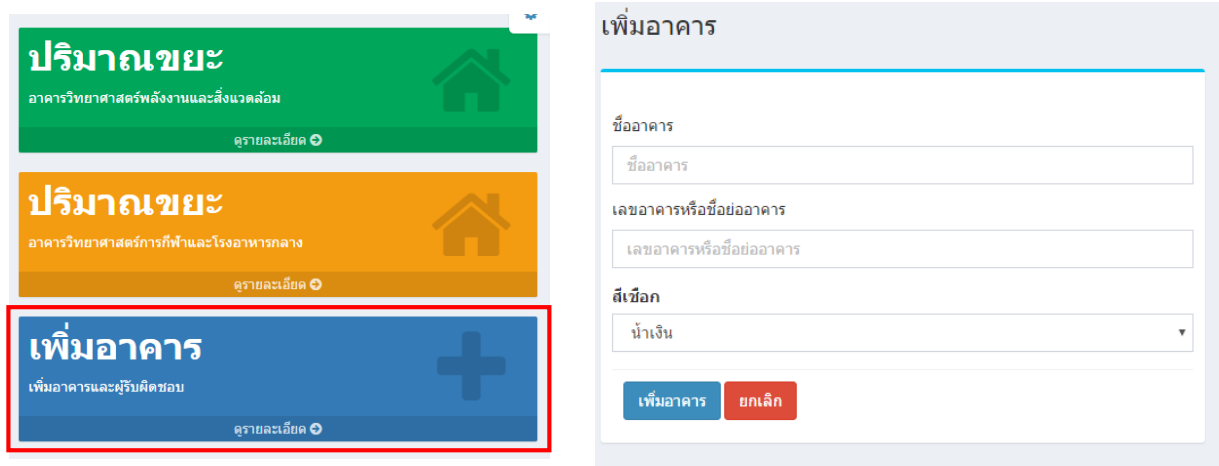 ปริมาณขยะ
อาคารวิทยาศาสตร์พลังงานและสิ่งแวดล้อม
ดูรายละเอียด
ปริมาณขยะ
อาคารวิทยาศาสตร์การกีฬาและโรงอาหารกลาง
ดูรายละเอียด
เพิ่มอาคาร
เพิ่มอาคารและผู้รับผิดชอบ
ดูรายละเอียด
เพิ่มอาคาร
ชื่ออาคาร
ชื่ออาคาร
เลขอาคารหรือชื่อย่ออาคาร
เลขอาคารหรือชื่อย่ออาคาร
สีเชือก
น้ำเงิน
เพิ่มอาคาร ยกเลิก